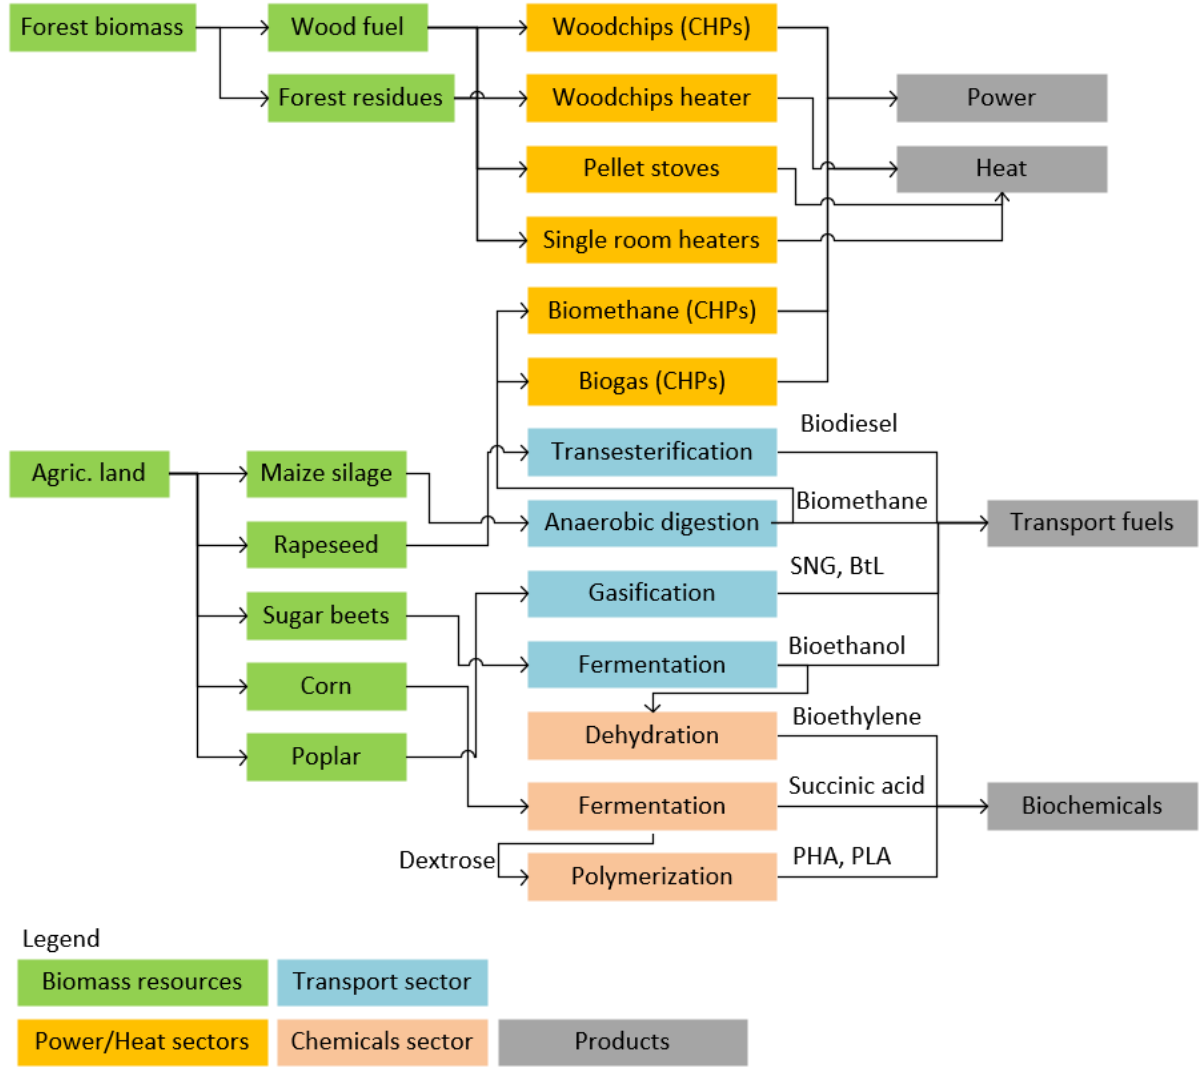 Forest biomass
Wood fuel
Woodchips (CHPs)
Forest residues
Woodchips heater
Power
Pellet stoves
Heat
Single room heaters
Biomethane (CHPs)
Biogas (CHPs)
Biodiesel
Transesterification
Agric. land
Maize silage
Biomethane
Anaerobic digestion
Transport fuels
Rapeseed
SNG, BtL
Gasification
Sugar beets
Bioethanol
Fermentation
Corn
Bioethylene
Dehydration
Poplar
Succinic acid
Fermentation
Biochemicals
Dextrose
PHA, PLA
Polymerization
Legend
Biomass resources
Transport sector
Power/Heat sectors
Chemicals sector
Products